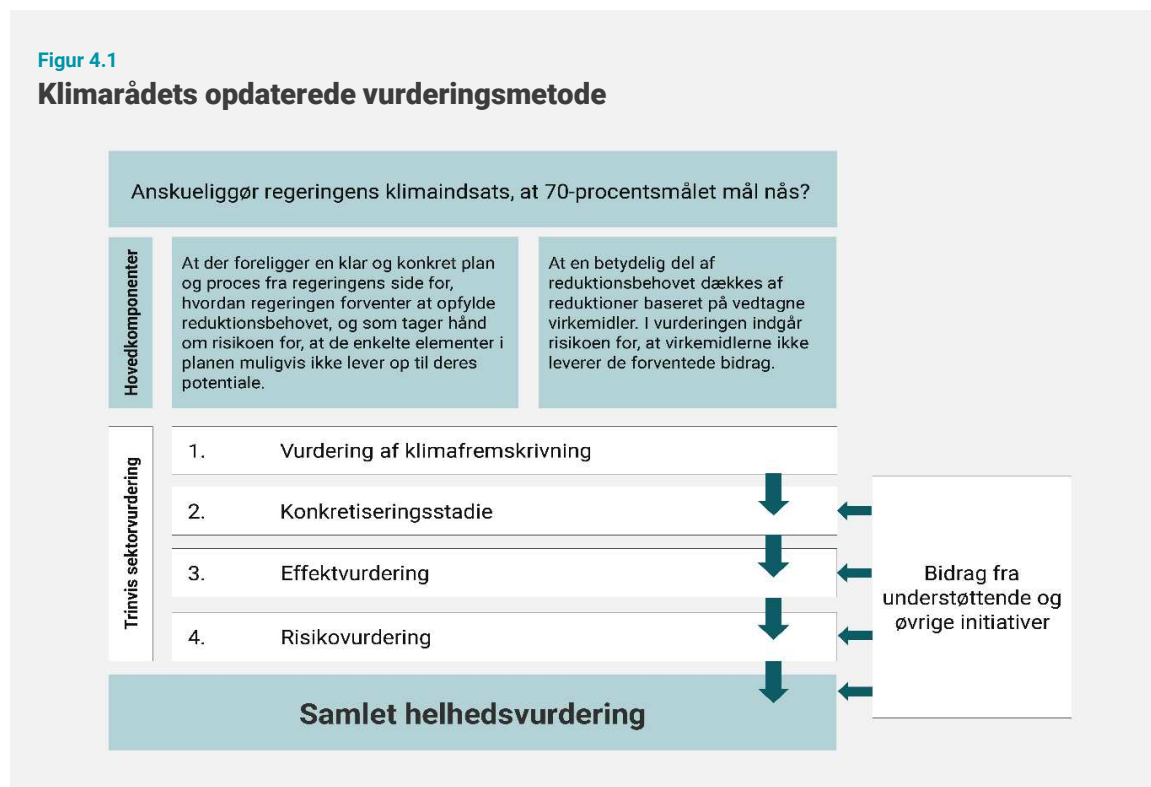 Figur 4.1
Klimarådets opdaterede vurderingsmetode
Anskueliggør regeringens klimaindsats, at 70-procentsmålet mål nås?
Hovedkomponenter
At der foreligger en klar og konkret plan
og proces fra regeringens side for,
hvordan regeringen forventer at opfylde
reduktionsbehovet, og som tager hånd
om risikoen for, at de enkelte elementer i
planen muligvis ikke lever op til deres
potentiale.
At en betydelig del af
reduktionsbehovet dækkes af
reduktioner baseret på vedtagne
virkemidler. I vurderingen indgår
risikoen for, at virkemidlerne ikke
leverer de forventede bidrag.
Trinvis sektorvurdering
1. Vurdering af klimafremskrivning
2. Konkretiseringsstadie
3. Effektvurdering
4. Risikovurdering
Bidrag fra
understøttende og
øvrige initiativer
Samlet helhedsvurdering